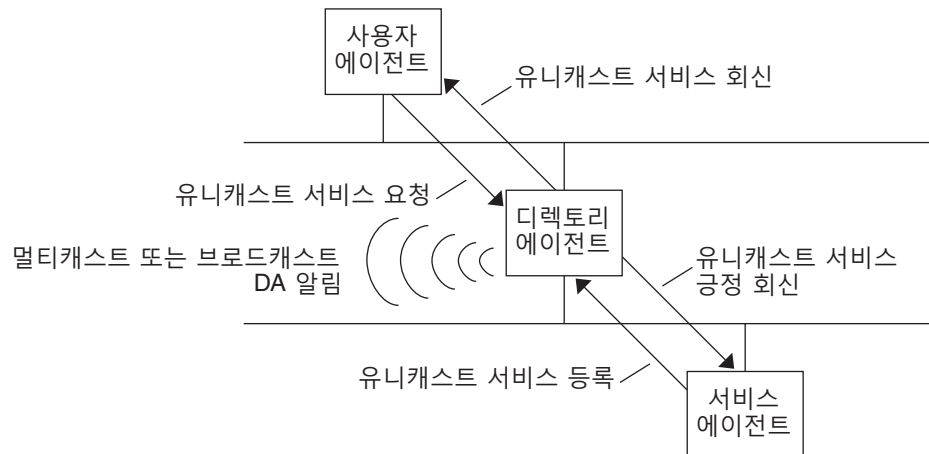 사용자
에이전트
유니캐스트 서비스 회신
유니캐스트 서비스 요청
디렉토리
에이전트
멀티캐스트 또는 브로드캐스트
DA 알림
유니캐스트 서비스
긍정 회신
유니캐스트 서비스 등록
서비스
에이전트